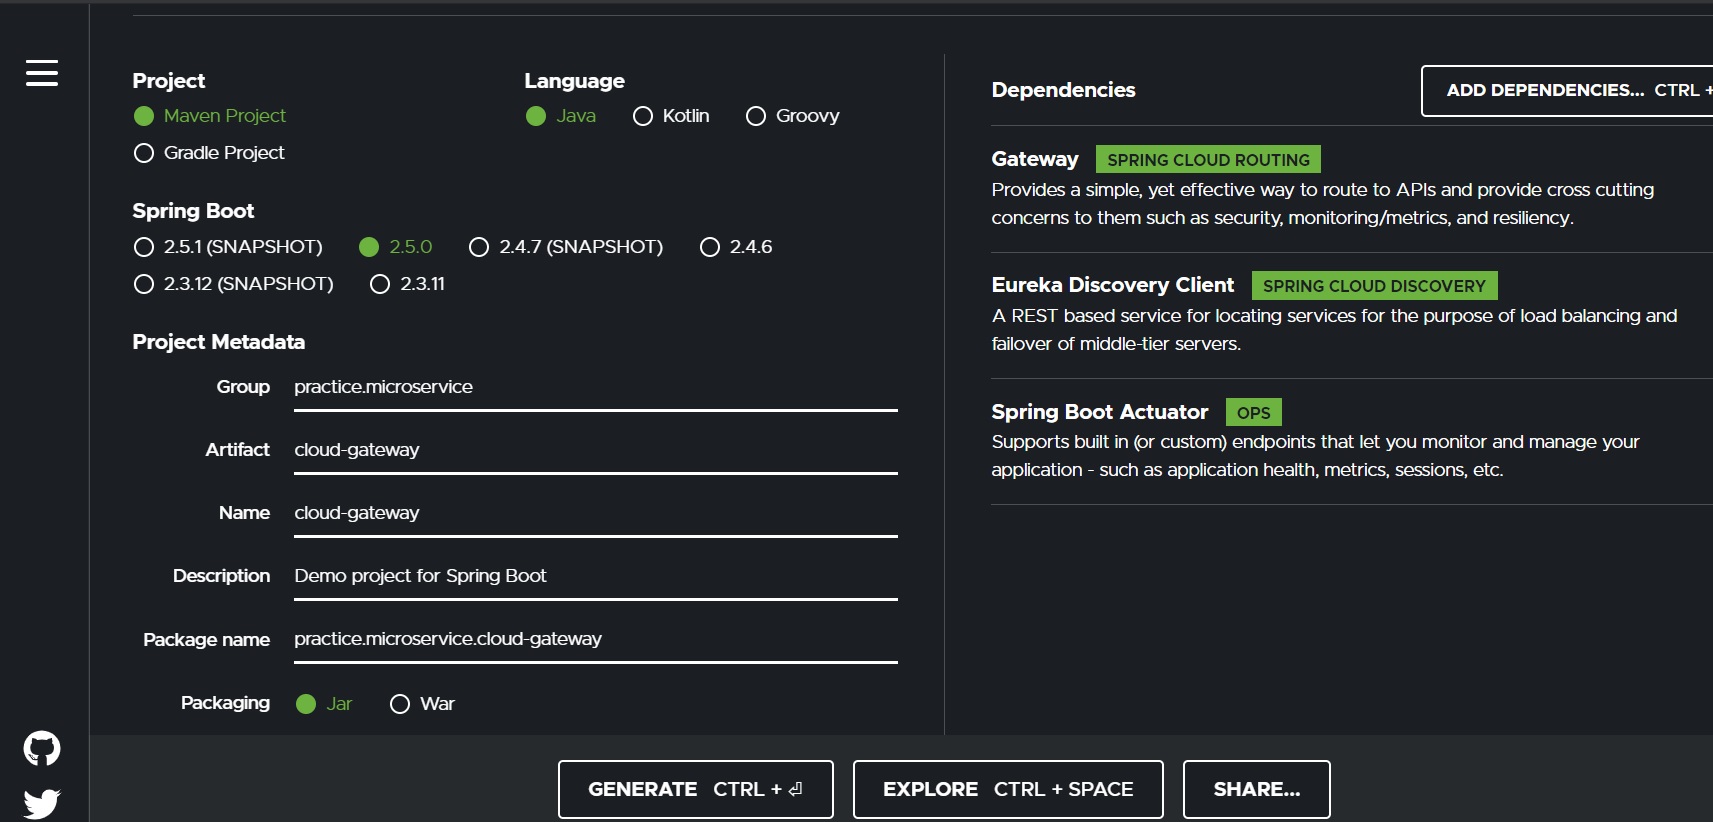 Project
Maven Project
Gradle Project
Language
Java Kotlin Groovy
Spring Boot
2.5.1 (SNAPSHOT) 2.5.0 2.4.7 (SNAPSHOT) 2.4.6
2.3.12 (SNAPSHOT) 2.3.11
Project Metadata
Group practice.microservice
Artifact cloud-gateway
Name cloud-gateway
Description Demo project for Spring Boot
Package name practice.microservice.cloud-gateway
Packaging Jar War
Dependencies
ADD DEPENDENCIES... CTRL +
Gateway SPRING CLOUD ROUTING
Provides a simple, yet effective way to route to APIs and provide cross cutting
concerns to them such as security, monitoring/metrics, and resiliency.
Eureka Discovery Client SPRING CLOUD DISCOVERY
A REST based service for locating services for the purpose of load balancing and
failover of middle-tier servers.
Spring Boot Actuator OPS
Supports built in (or custom) endpoints that let you monitor and manage your
application - such as application health, metrics, sessions, etc.
GENERATE CTRL + ⏎
EXPLORE CTRL + SPACE
SHARE...